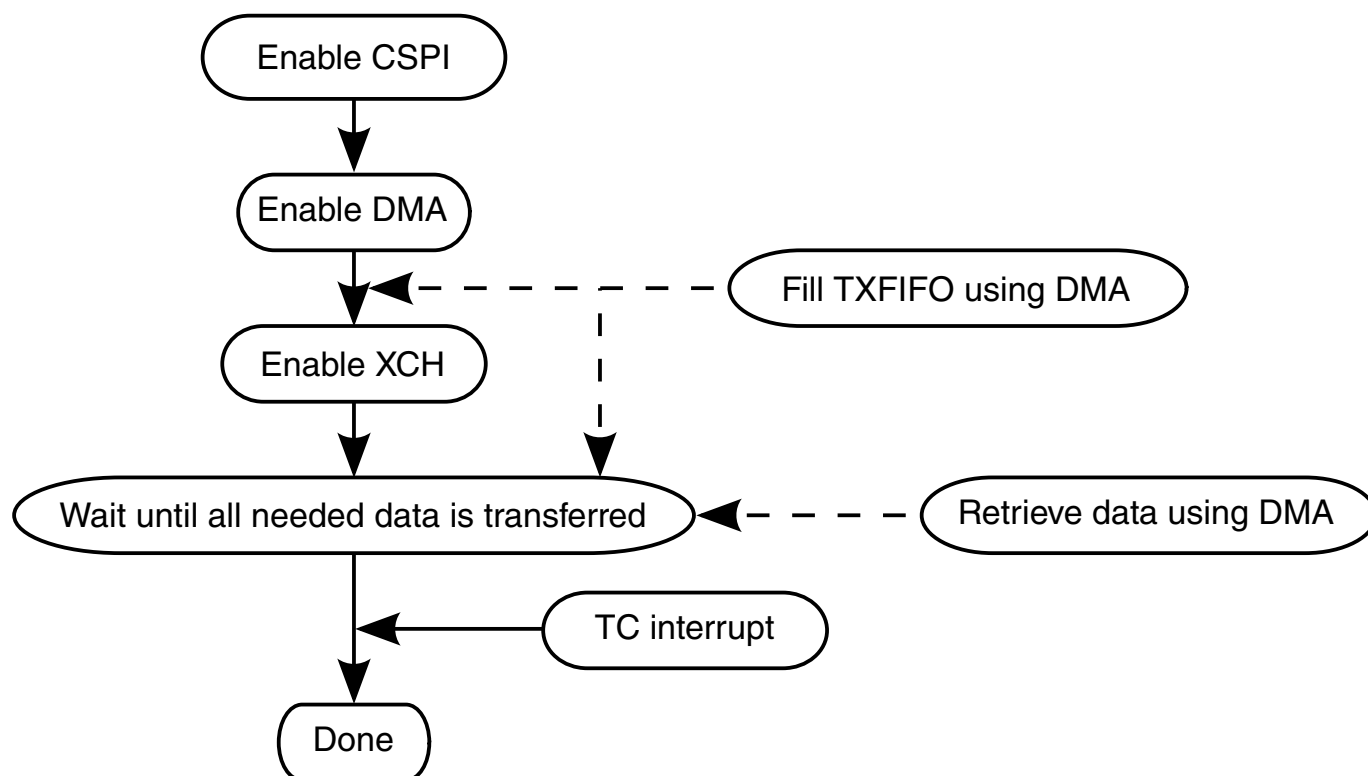 Enable CSPI
Enable DMA
Fill TXFIFO using DMA
Enable XCH
Wait until all needed data is transferred
Retrieve data using DMA
TC interrupt
Done